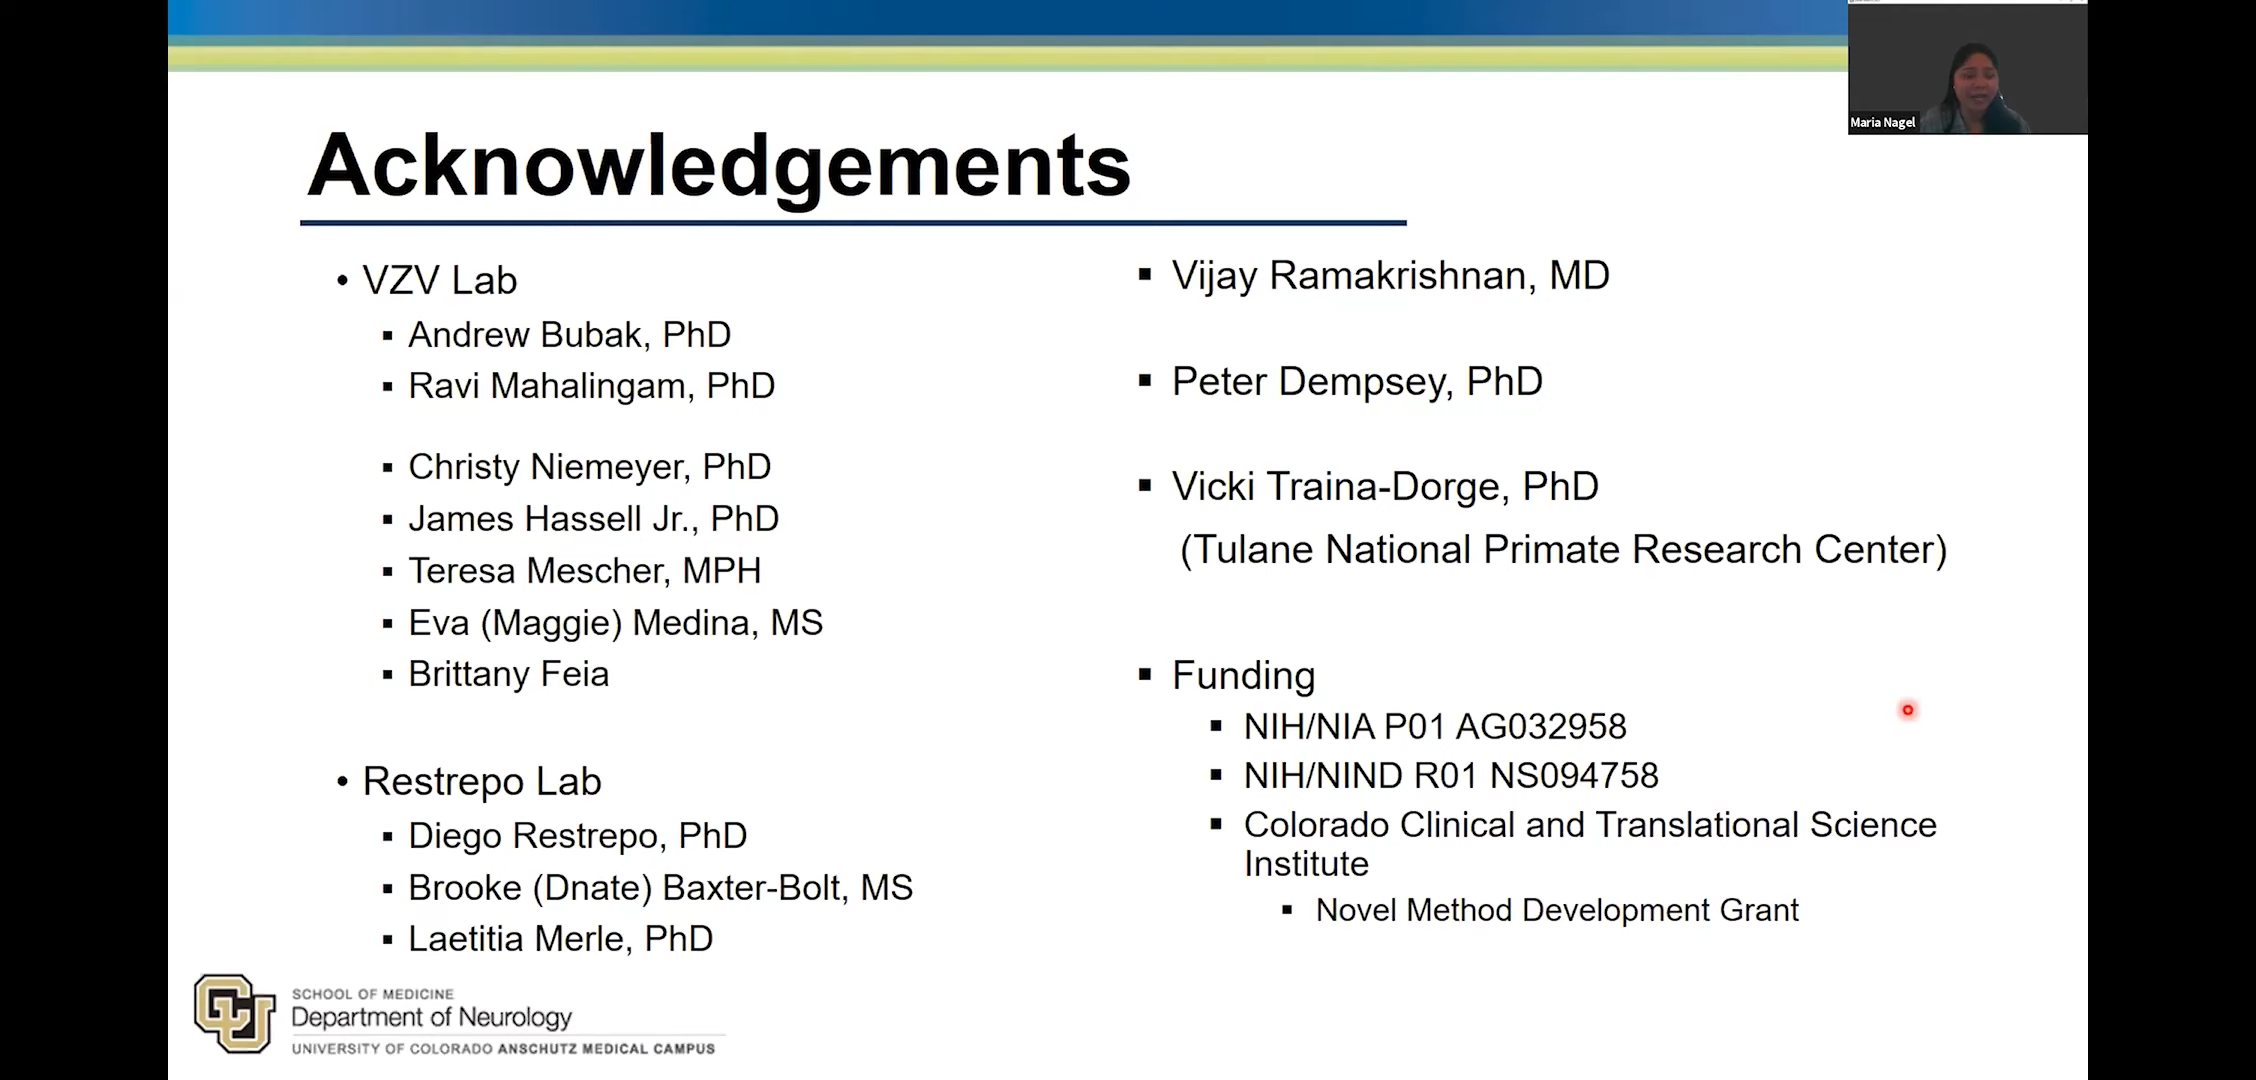 Maria Nagel
Acknowledgements
• VZV Lab
▪ Andrew Bubak, PhD
▪ Ravi Mahalingam, PhD
▪ Christy Niemeyer, PhD
▪ James Hassell Jr., PhD
▪ Teresa Mescher, MPH
▪ Eva (Maggie) Medina, MS
▪ Brittany Feia
• Restrepo Lab
▪ Diego Restrepo, PhD
▪ Brooke (Dnate) Baxter-Bolt, MS
▪ Laetitia Merle, PhD
▪ Vijay Ramakrishnan, MD
▪ Peter Dempsey, PhD
▪ Vicki Traina-Dorge, PhD
(Tulane National Primate Research Center)
▪ Funding
▪ NIH/NIA P01 AG032958
▪ NIH/NIND R01 NS094758
▪ Colorado Clinical and Translational Science
Institute
▪ Novel Method Development Grant
CU
SCHOOL OF MEDICINE
Department of Neurology
UNIVERSITY OF COLORADO ANSCHUTZ MEDICAL CAMPUS